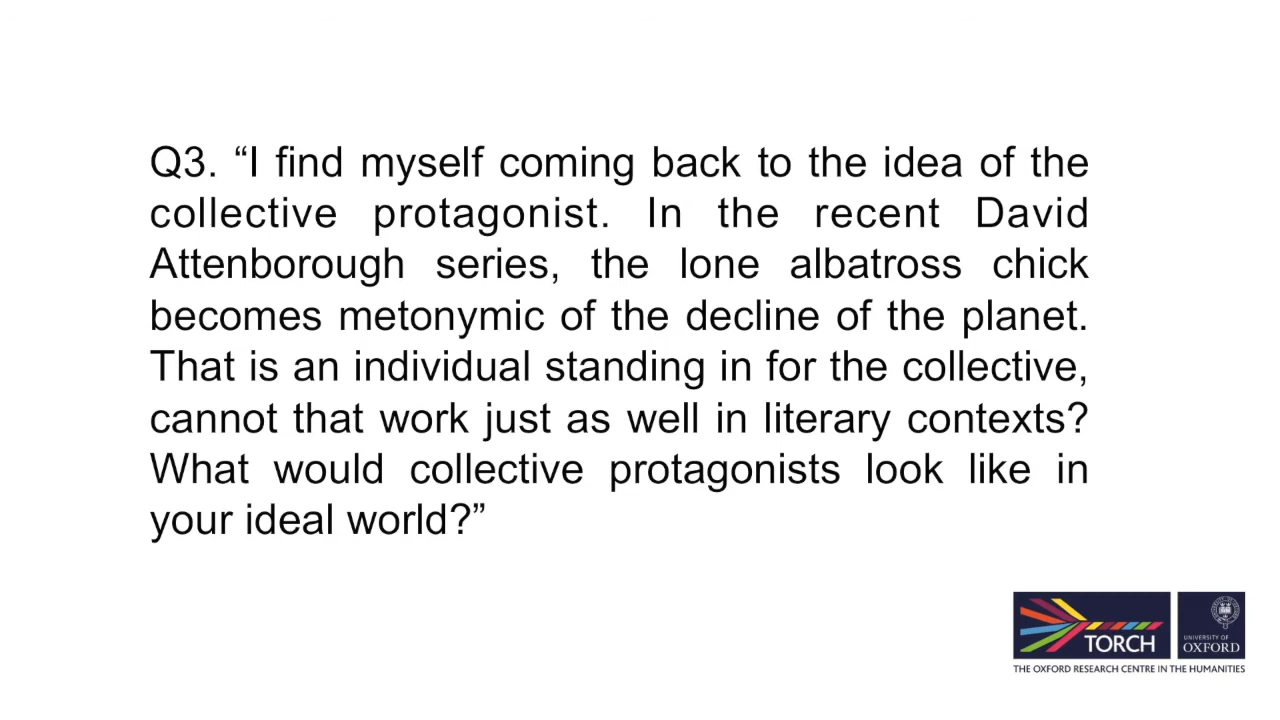 Q3. “I find myself coming back to the idea of the
collective protagonist. In the recent David
Attenborough series, the lone albatross chick
becomes metonymic of the decline of the planet.
That is an individual standing in for the collective,
cannot that work just as well in literary contexts?
What would collective protagonists look like in
your ideal world?”
TORCH
UNIVERSITY OF
OXFORD
THE OXFORD RESEARCH CENTRE IN THE HUMANITIES